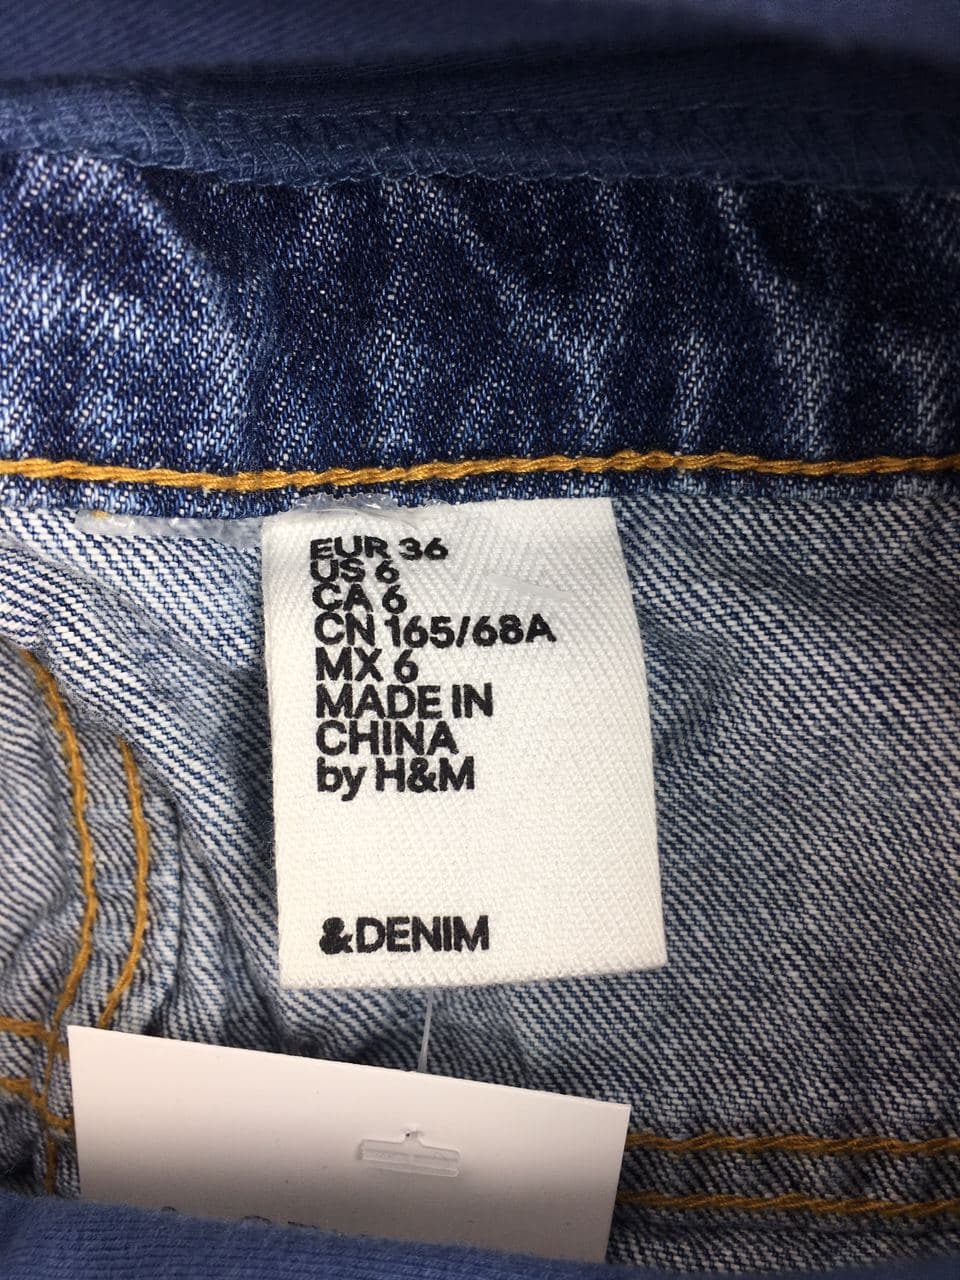 EUR 36
US 6
CA 6
CN 165/68A
MX 6
MADE IN
CHINA
by H&M
&DENIM